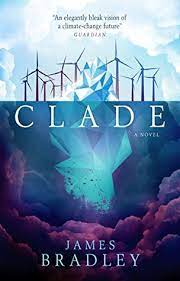 "An elegantly bleak vision of
a climate-change future"
GUARDIAN
CLADE
A NOVEL
JAMES
BRADLEY